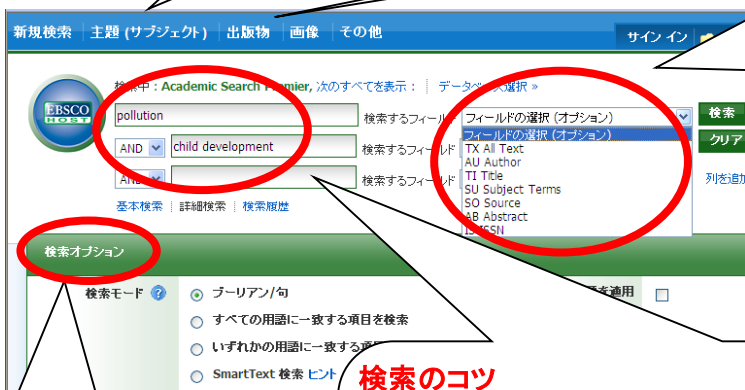 新規検索 主題 (サブジェクト) 出版物 画像 その他 サイン イン
検索中 : Academic Search Premier, 次のすべてを表示 : データベース選択 »
EBSCO
HOST
pollution 検索するフィールド フィールドの選択 (オプション) 検索
フィールドの選択 (オプション) クリア
AND child development 検索するフィールド TX All Text
AU Author
TI Title
AND 検索するフィールド SU Subject Terms 列を追加
SO Source
基本検索 詳細検索 検索履歴 AB Abstract
IS ISSN
検索オプション
検索モード ブーリアン/句 を適用
すべての用語に一致する項目を検索
いずれかの用語に一致する項
SmartText 検索 ヒント
検索のコツ